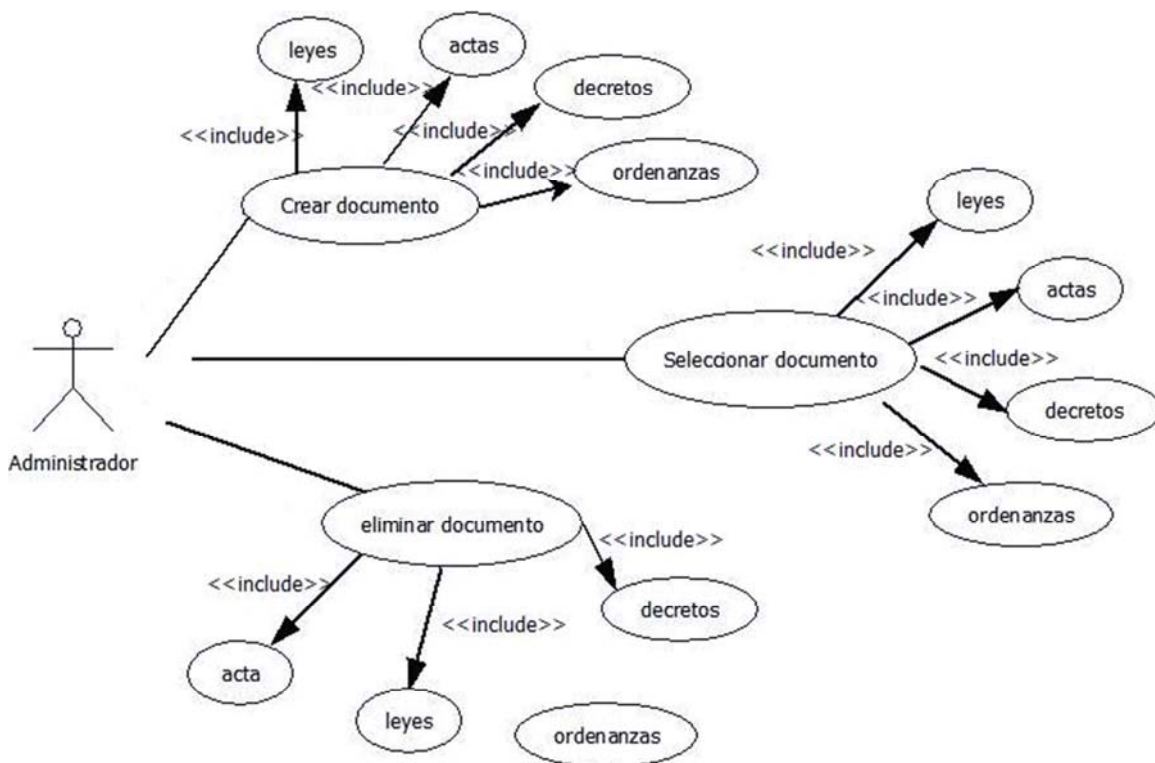 leyes
actas
<<include>>
decretos
<<include>>
<<include>>
<<include>>
ordenanzas
Crear documento
leyes
<<include>>
actas
<<include>>
Seleccionar documento
<<include>>
decretos
<<include>>
ordenanzas
Administrador
eliminar documento
<<include>>
<<include>>
decretos
<<include>>
acta
leyes
ordenanzas